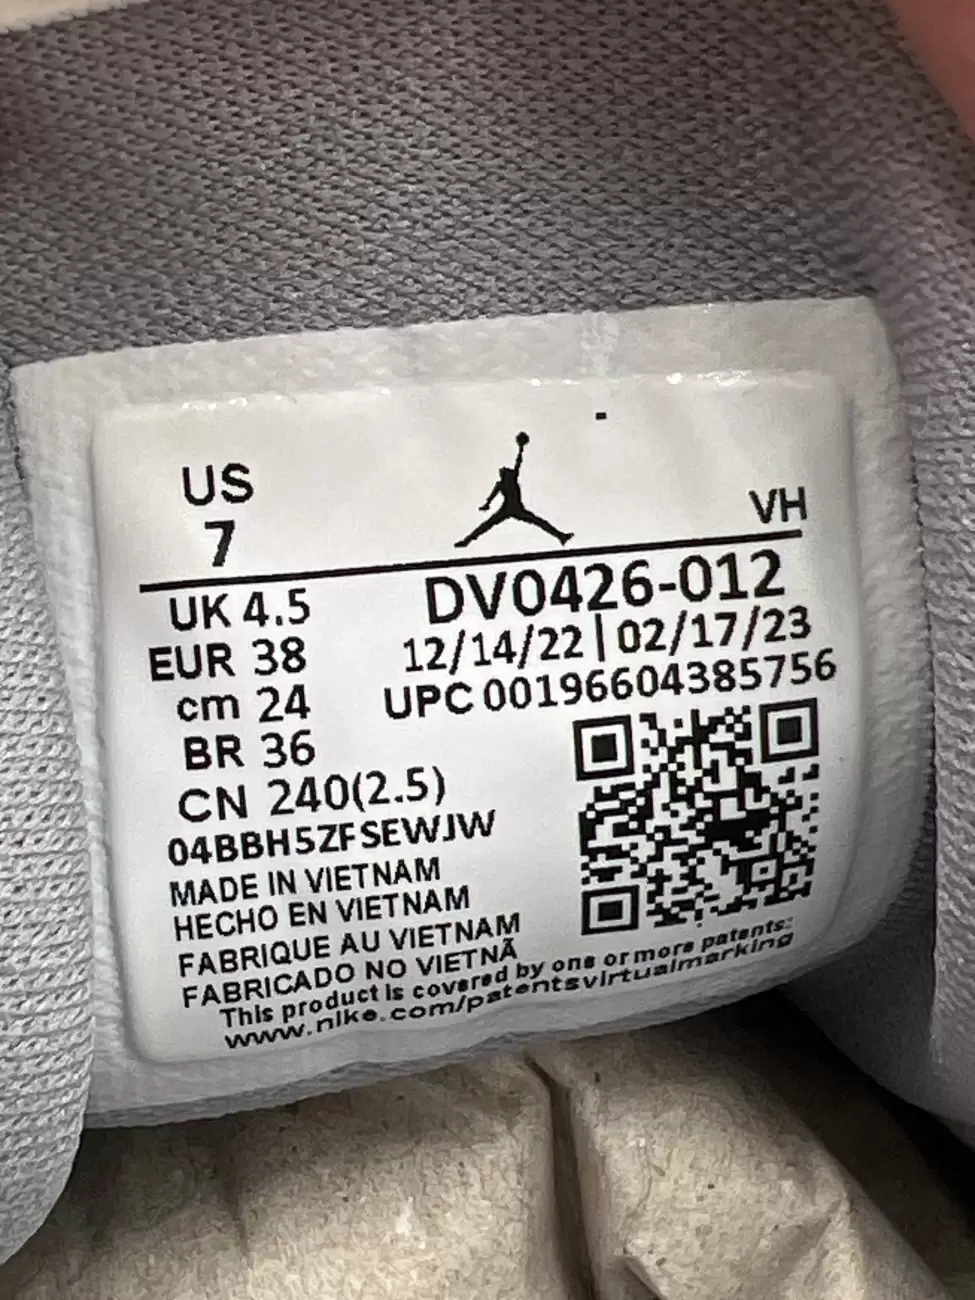 US
7
VH
UK 4.5
DV0426-012
EUR 38
12/14/22 | 02/17/23
cm 24
UPC 00196604385756
BR 36
CN 240(2.5)
04BBH5ZFSEWJW
MADE IN VIETNAM
HECHO EN VIETNAM
FABRIQUE AU VIETNAM
FABRICADO NO VIETNÃ
This product is covered by one or more patents:
www.nike.com/patentsvirtualmarking